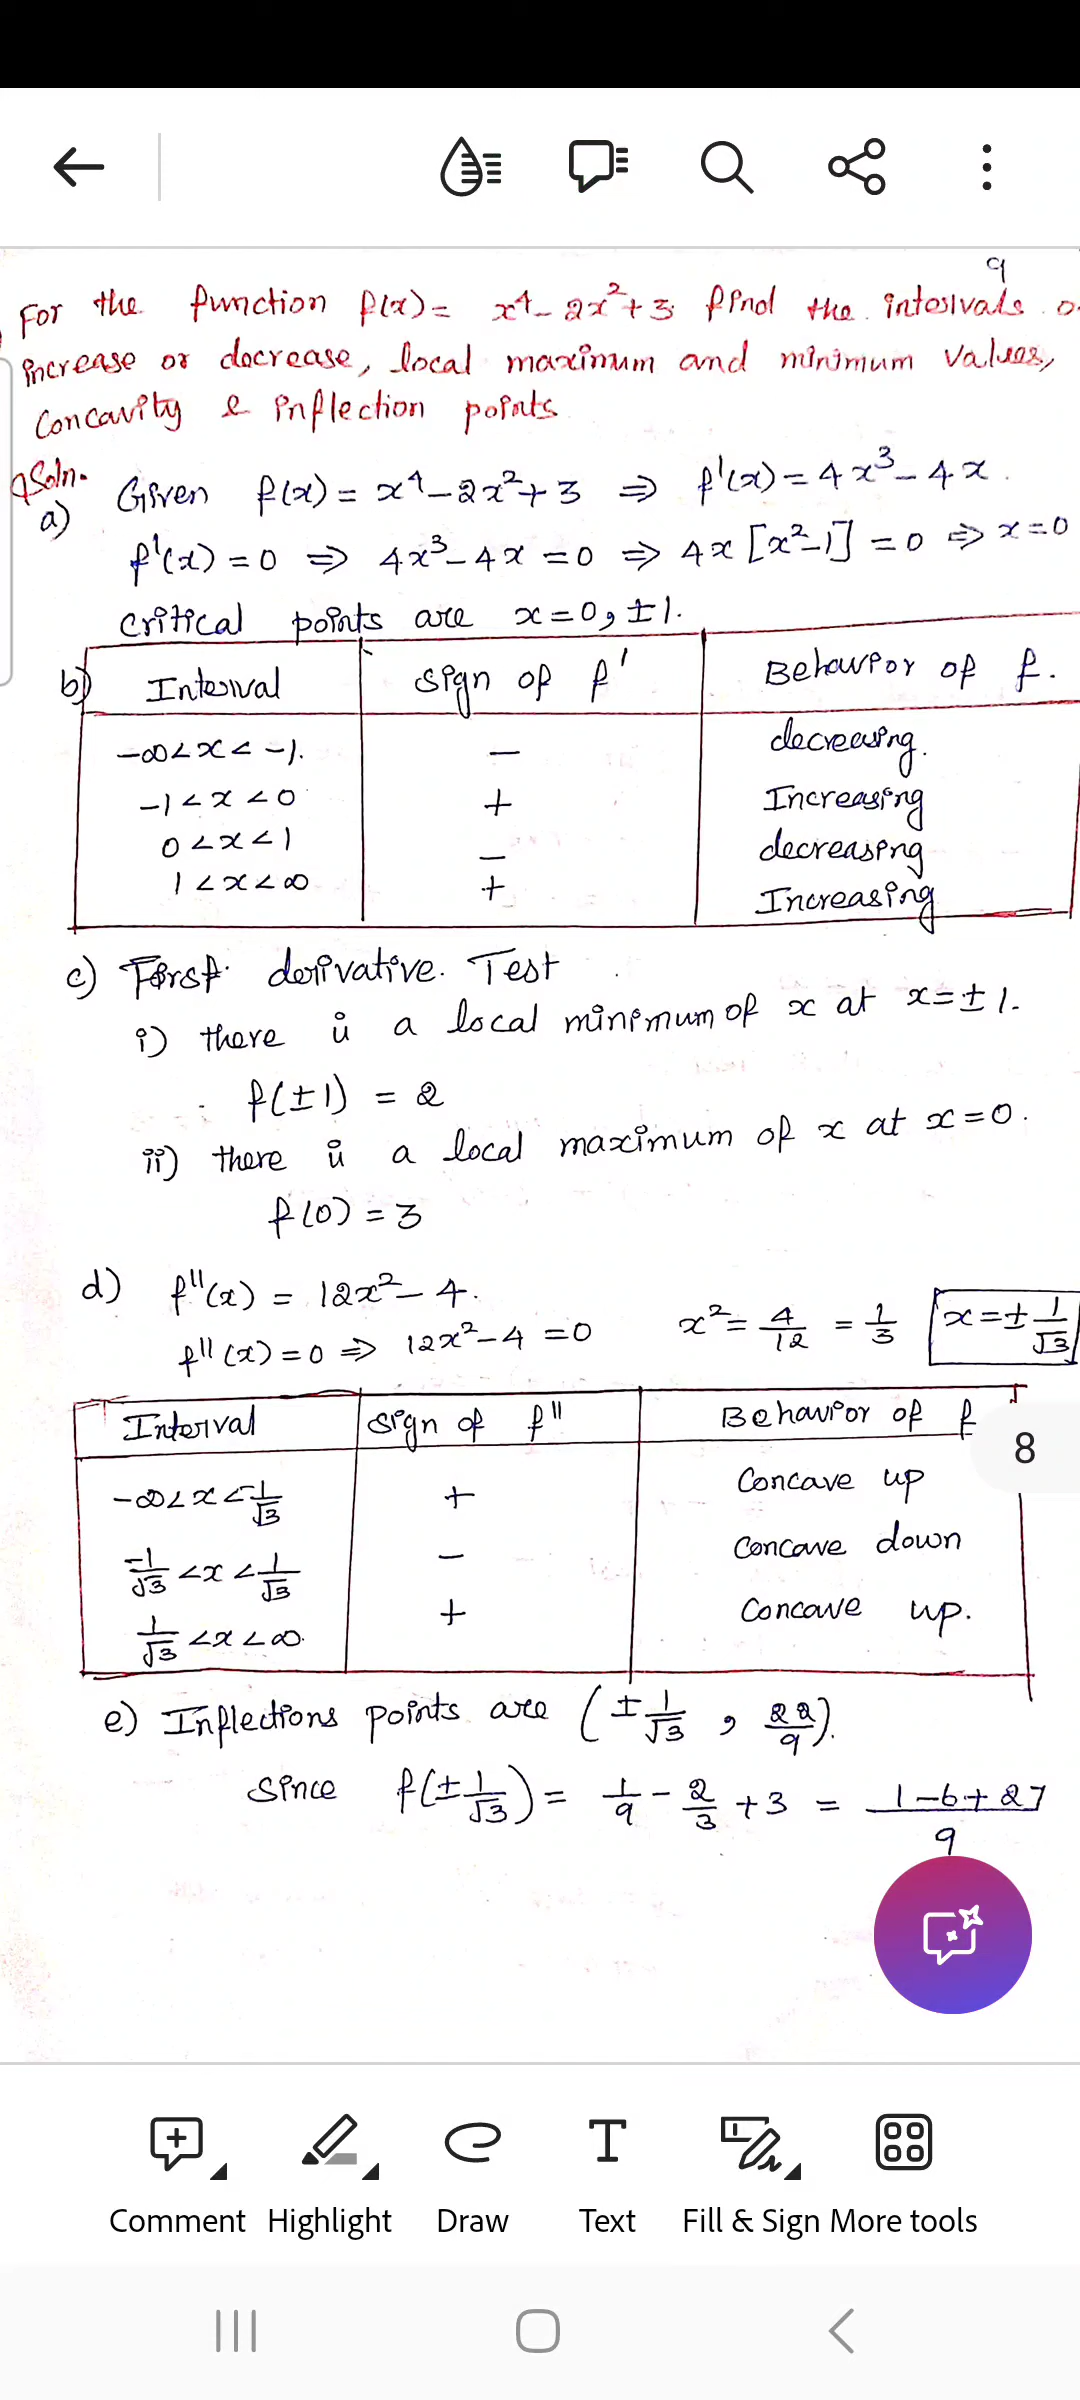 9
For the function f(x) = x⁴ - 2x² + 3 find the intervals o
increase or decrease, local maximum and minimum values,
Concavity & inflection points
Soln.
a) Given f(x) = x⁴ - 2x² + 3 ⇒ f'(x) = 4x³ - 4x.
f'(x) = 0 ⇒ 4x³ - 4x = 0 ⇒ 4x [x² - 1] = 0 ⇒ x = 0
critical points are x = 0, ±1.
b) Interval Sign of f' Behavior of f.
-∞ < x < -1. - decreasing.
-1 < x < 0 + Increasing
0 < x < 1 - decreasing
1 < x < ∞ + Increasing
c) First derivative Test
i) there is a local minimum of x at x = ±1.
f(±1) = 2
ii) there is a local maximum of x at x = 0.
f(0) = 3
d) f''(x) = 12x² - 4.
f''(x) = 0 ⇒ 12x² - 4 = 0 x² = 4/12 = 1/3 x = ± 1/√3
Interval Sign of f'' Behavior of f
8
-∞ < x < -1/√3 + Concave up
-1/√3 < x < 1/√3 - Concave down
1/√3 < x < ∞. + Concave up.
e) Inflections points are (± 1/√3, 22/9).
Since f(± 1/√3) = 1/9 - 2/3 + 3 = 1-6+27/9
Comment Highlight Draw Text Fill & Sign More tools